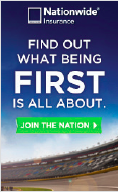 Nationwide®
Insurance
FIND OUT
WHAT BEING
FIRST
IS ALL ABOUT.
JOIN THE NATION